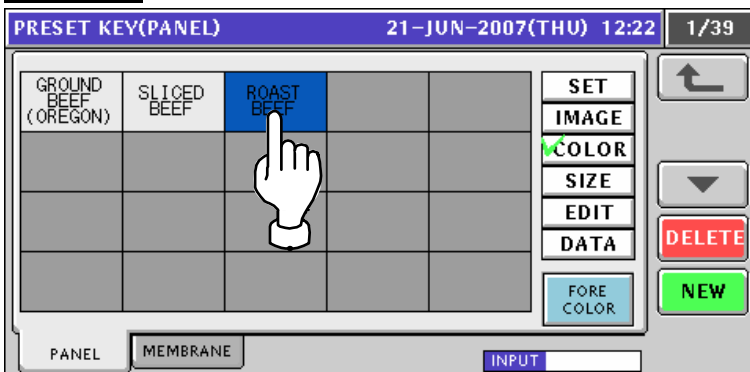 PRESET KEY(PANEL) 21-JUN-2007(THU) 12:22 1/39
GROUND
BEEF
(OREGON)
SLICED
BEEF
ROAST
BEEF
SET
IMAGE
COLOR
SIZE
EDIT
DATA
FORE
COLOR
DELETE
NEW
PANEL
MEMBRANE
INPUT